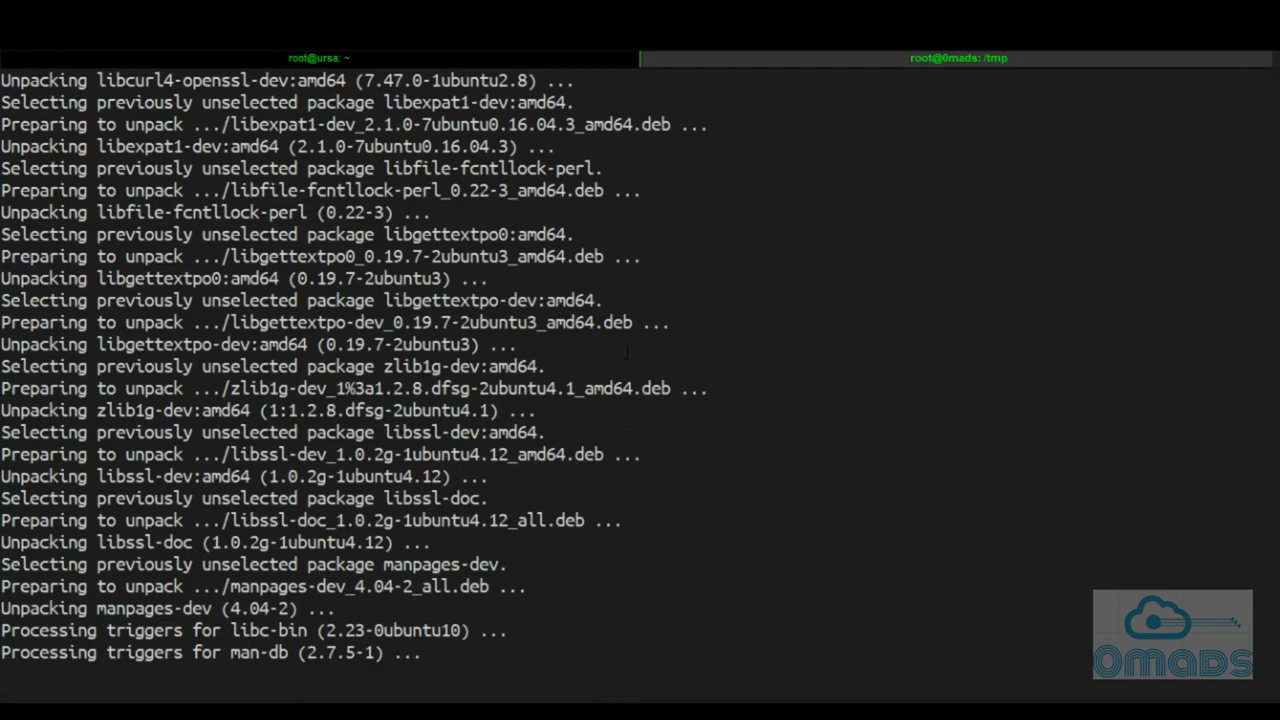 root@ursa: ~
root@0mads: /tmp
Unpacking libcurl4-openssl-dev:amd64 (7.47.0-1ubuntu2.8) ...
Selecting previously unselected package libexpat1-dev:amd64.
Preparing to unpack .../libexpat1-dev_2.1.0-7ubuntu0.16.04.3_amd64.deb ...
Unpacking libexpat1-dev:amd64 (2.1.0-7ubuntu0.16.04.3) ...
Selecting previously unselected package libfile-fcntllock-perl.
Preparing to unpack .../libfile-fcntllock-perl_0.22-3_amd64.deb ...
Unpacking libfile-fcntllock-perl (0.22-3) ...
Selecting previously unselected package libgettextpo0:amd64.
Preparing to unpack .../libgettextpo0_0.19.7-2ubuntu3_amd64.deb ...
Unpacking libgettextpo0:amd64 (0.19.7-2ubuntu3) ...
Selecting previously unselected package libgettextpo-dev:amd64.
Preparing to unpack .../libgettextpo-dev_0.19.7-2ubuntu3_amd64.deb ...
Unpacking libgettextpo-dev:amd64 (0.19.7-2ubuntu3) ...
Selecting previously unselected package zlib1g-dev:amd64.
Preparing to unpack .../zlib1g-dev_1%3a1.2.8.dfsg-2ubuntu4.1_amd64.deb ...
Unpacking zlib1g-dev:amd64 (1:1.2.8.dfsg-2ubuntu4.1) ...
Selecting previously unselected package libssl-dev:amd64.
Preparing to unpack .../libssl-dev_1.0.2g-1ubuntu4.12_amd64.deb ...
Unpacking libssl-dev:amd64 (1.0.2g-1ubuntu4.12) ...
Selecting previously unselected package libssl-doc.
Preparing to unpack .../libssl-doc_1.0.2g-1ubuntu4.12_all.deb ...
Unpacking libssl-doc (1.0.2g-1ubuntu4.12) ...
Selecting previously unselected package manpages-dev.
Preparing to unpack .../manpages-dev_4.04-2_all.deb ...
Unpacking manpages-dev (4.04-2) ...
Processing triggers for libc-bin (2.23-0ubuntu10) ...
Processing triggers for man-db (2.7.5-1) ...
0mads